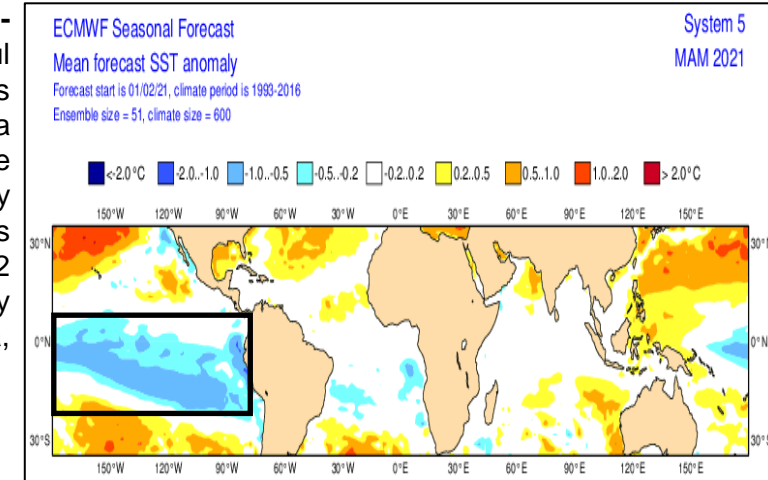 ECMWF Seasonal Forecast
System 5
Mean forecast SST anomaly
MAM 2021
Forecast start is 01/02/21, climate period is 1993-2016
Ensemble size = 51, climate size = 600
<-2.0°C -2.0..-1.0 -1.0..-0.5 -0.5..-0.2 -0.2..0.2 0.2..0.5 0.5..1.0 1.0..2.0 > 2.0°C
150°W 120°W 90°W 60°W 30°W 0°E 30°E 60°E 90°E 120°E 150°E
30°N 30°N
0°N 0°N
30°S 30°S
150°W 120°W 90°W 60°W 30°W 0°E 30°E 60°E 90°E 120°E 150°E